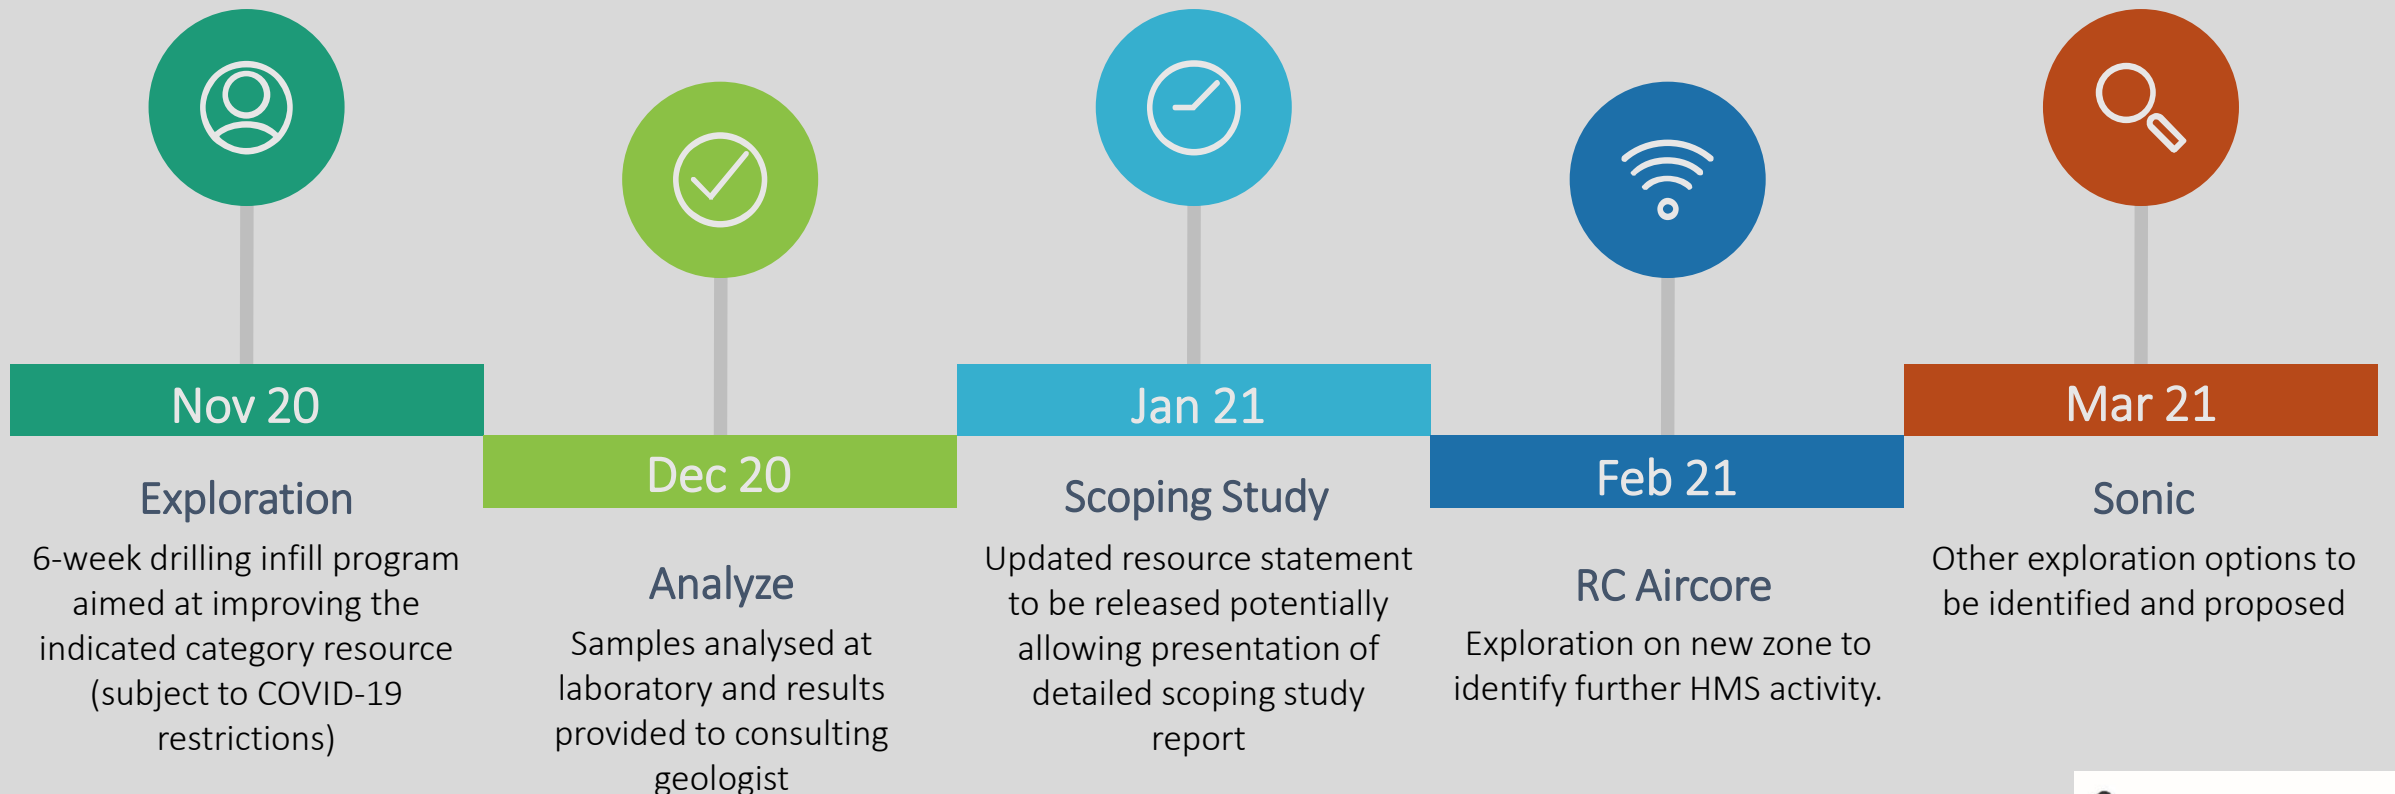 Nov 20
Exploration
6-week drilling infill program
aimed at improving the
indicated category resource
(subject to COVID-19
restrictions)
Dec 20
Analyze
Samples analysed at
laboratory and results
provided to consulting
geologist
Jan 21
Scoping Study
Updated resource statement
to be released potentially
allowing presentation of
detailed scoping study
report
Feb 21
RC Aircore
Exploration on new zone to
identify further HMS activity.
Mar 21
Sonic
Other exploration options to
be identified and proposed